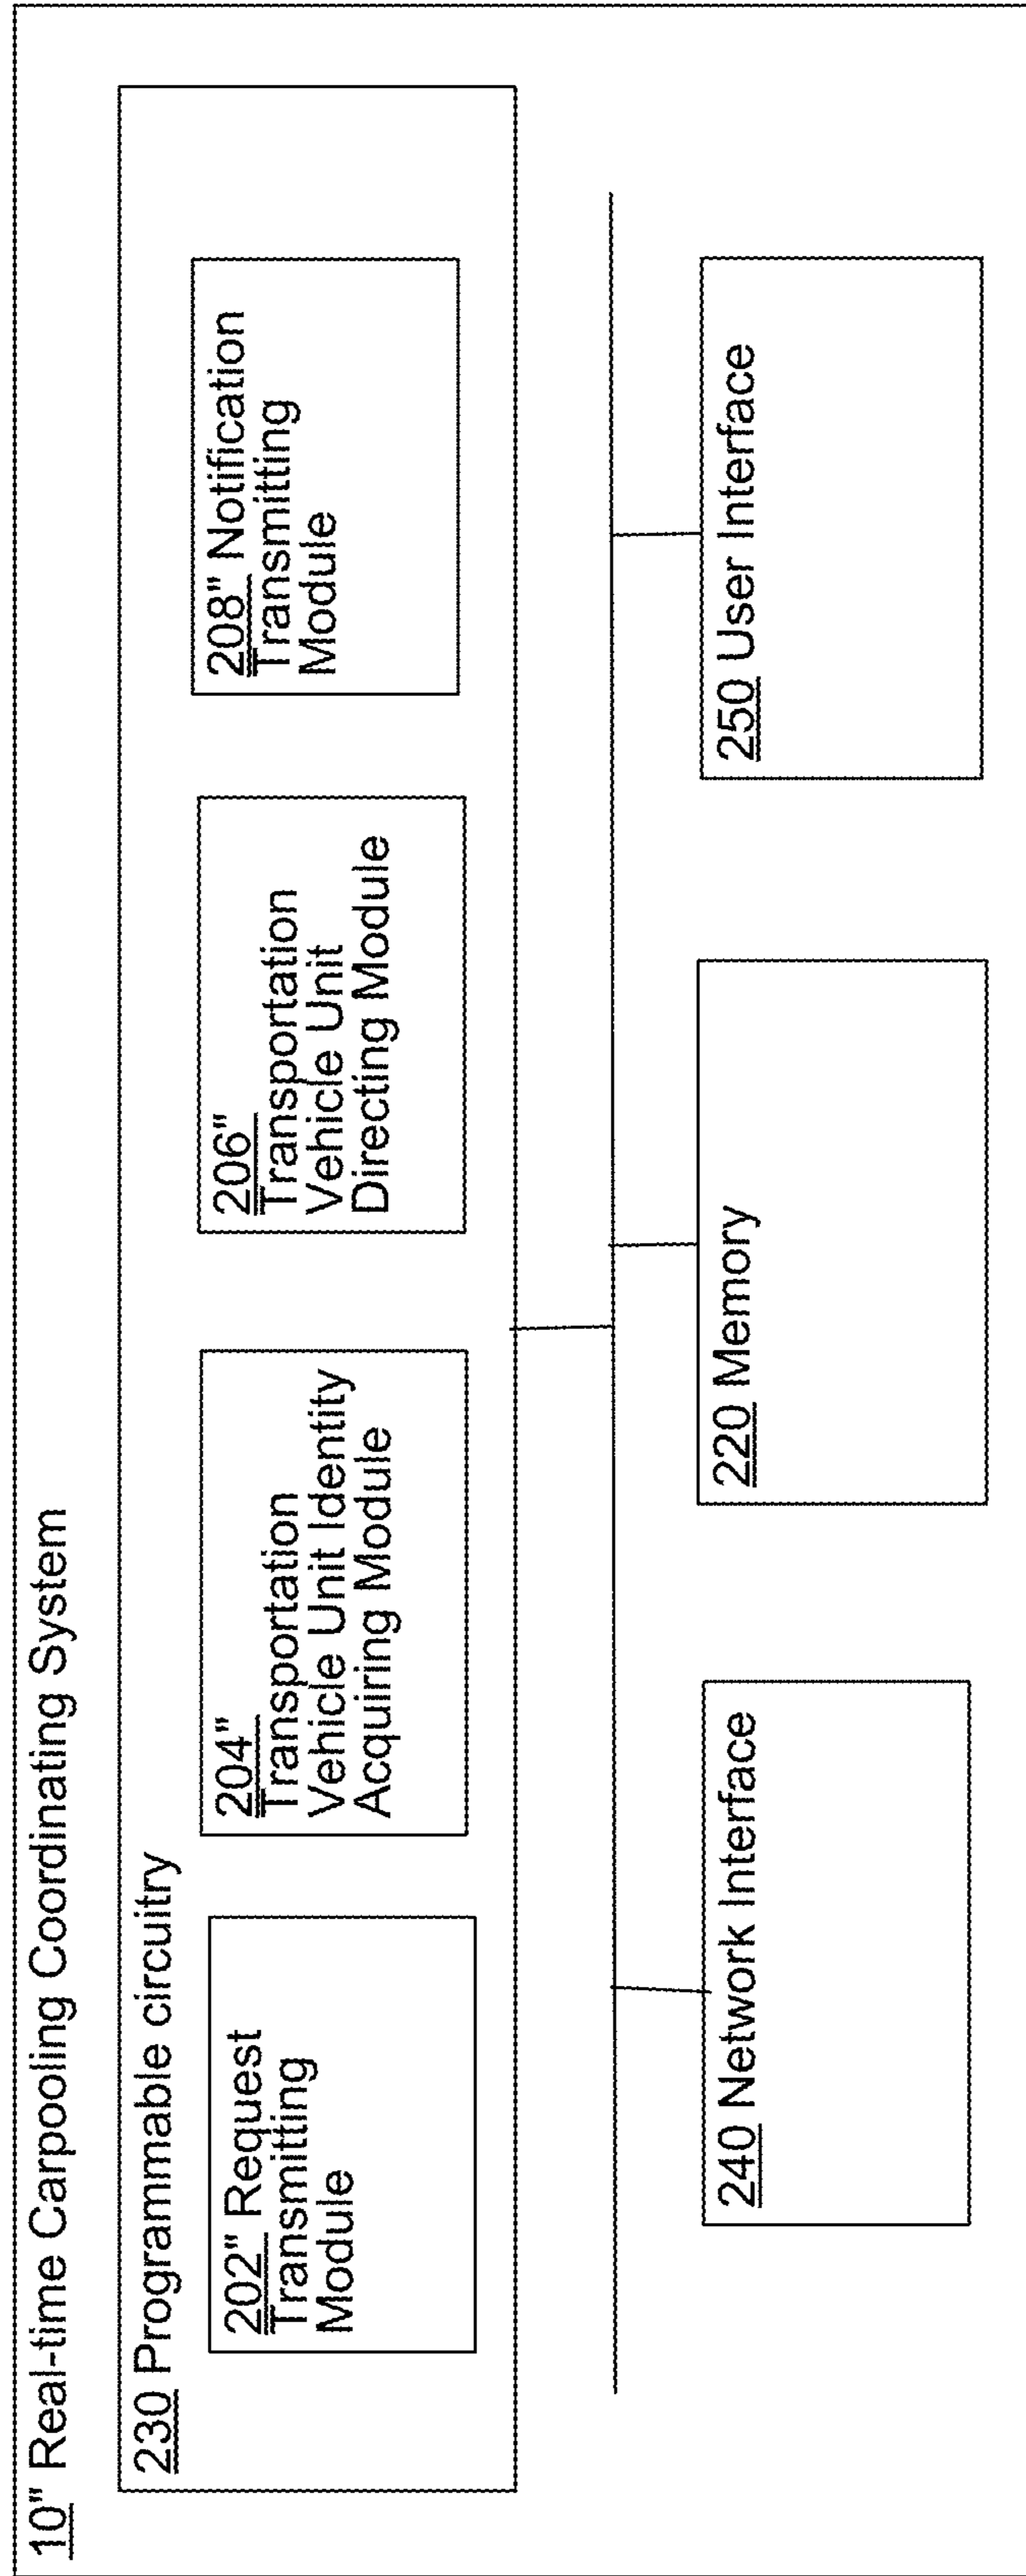 10" Real-time Carpooling Coordinating System
230 Programmable circuitry
202" Request
Transmitting
Module
204"
Transportation
Vehicle Unit Identity
Acquiring Module
206"
Transportation
Vehicle Unit
Directing Module
208" Notification
Transmitting
Module
240 Network Interface
220 Memory
250 User Interface